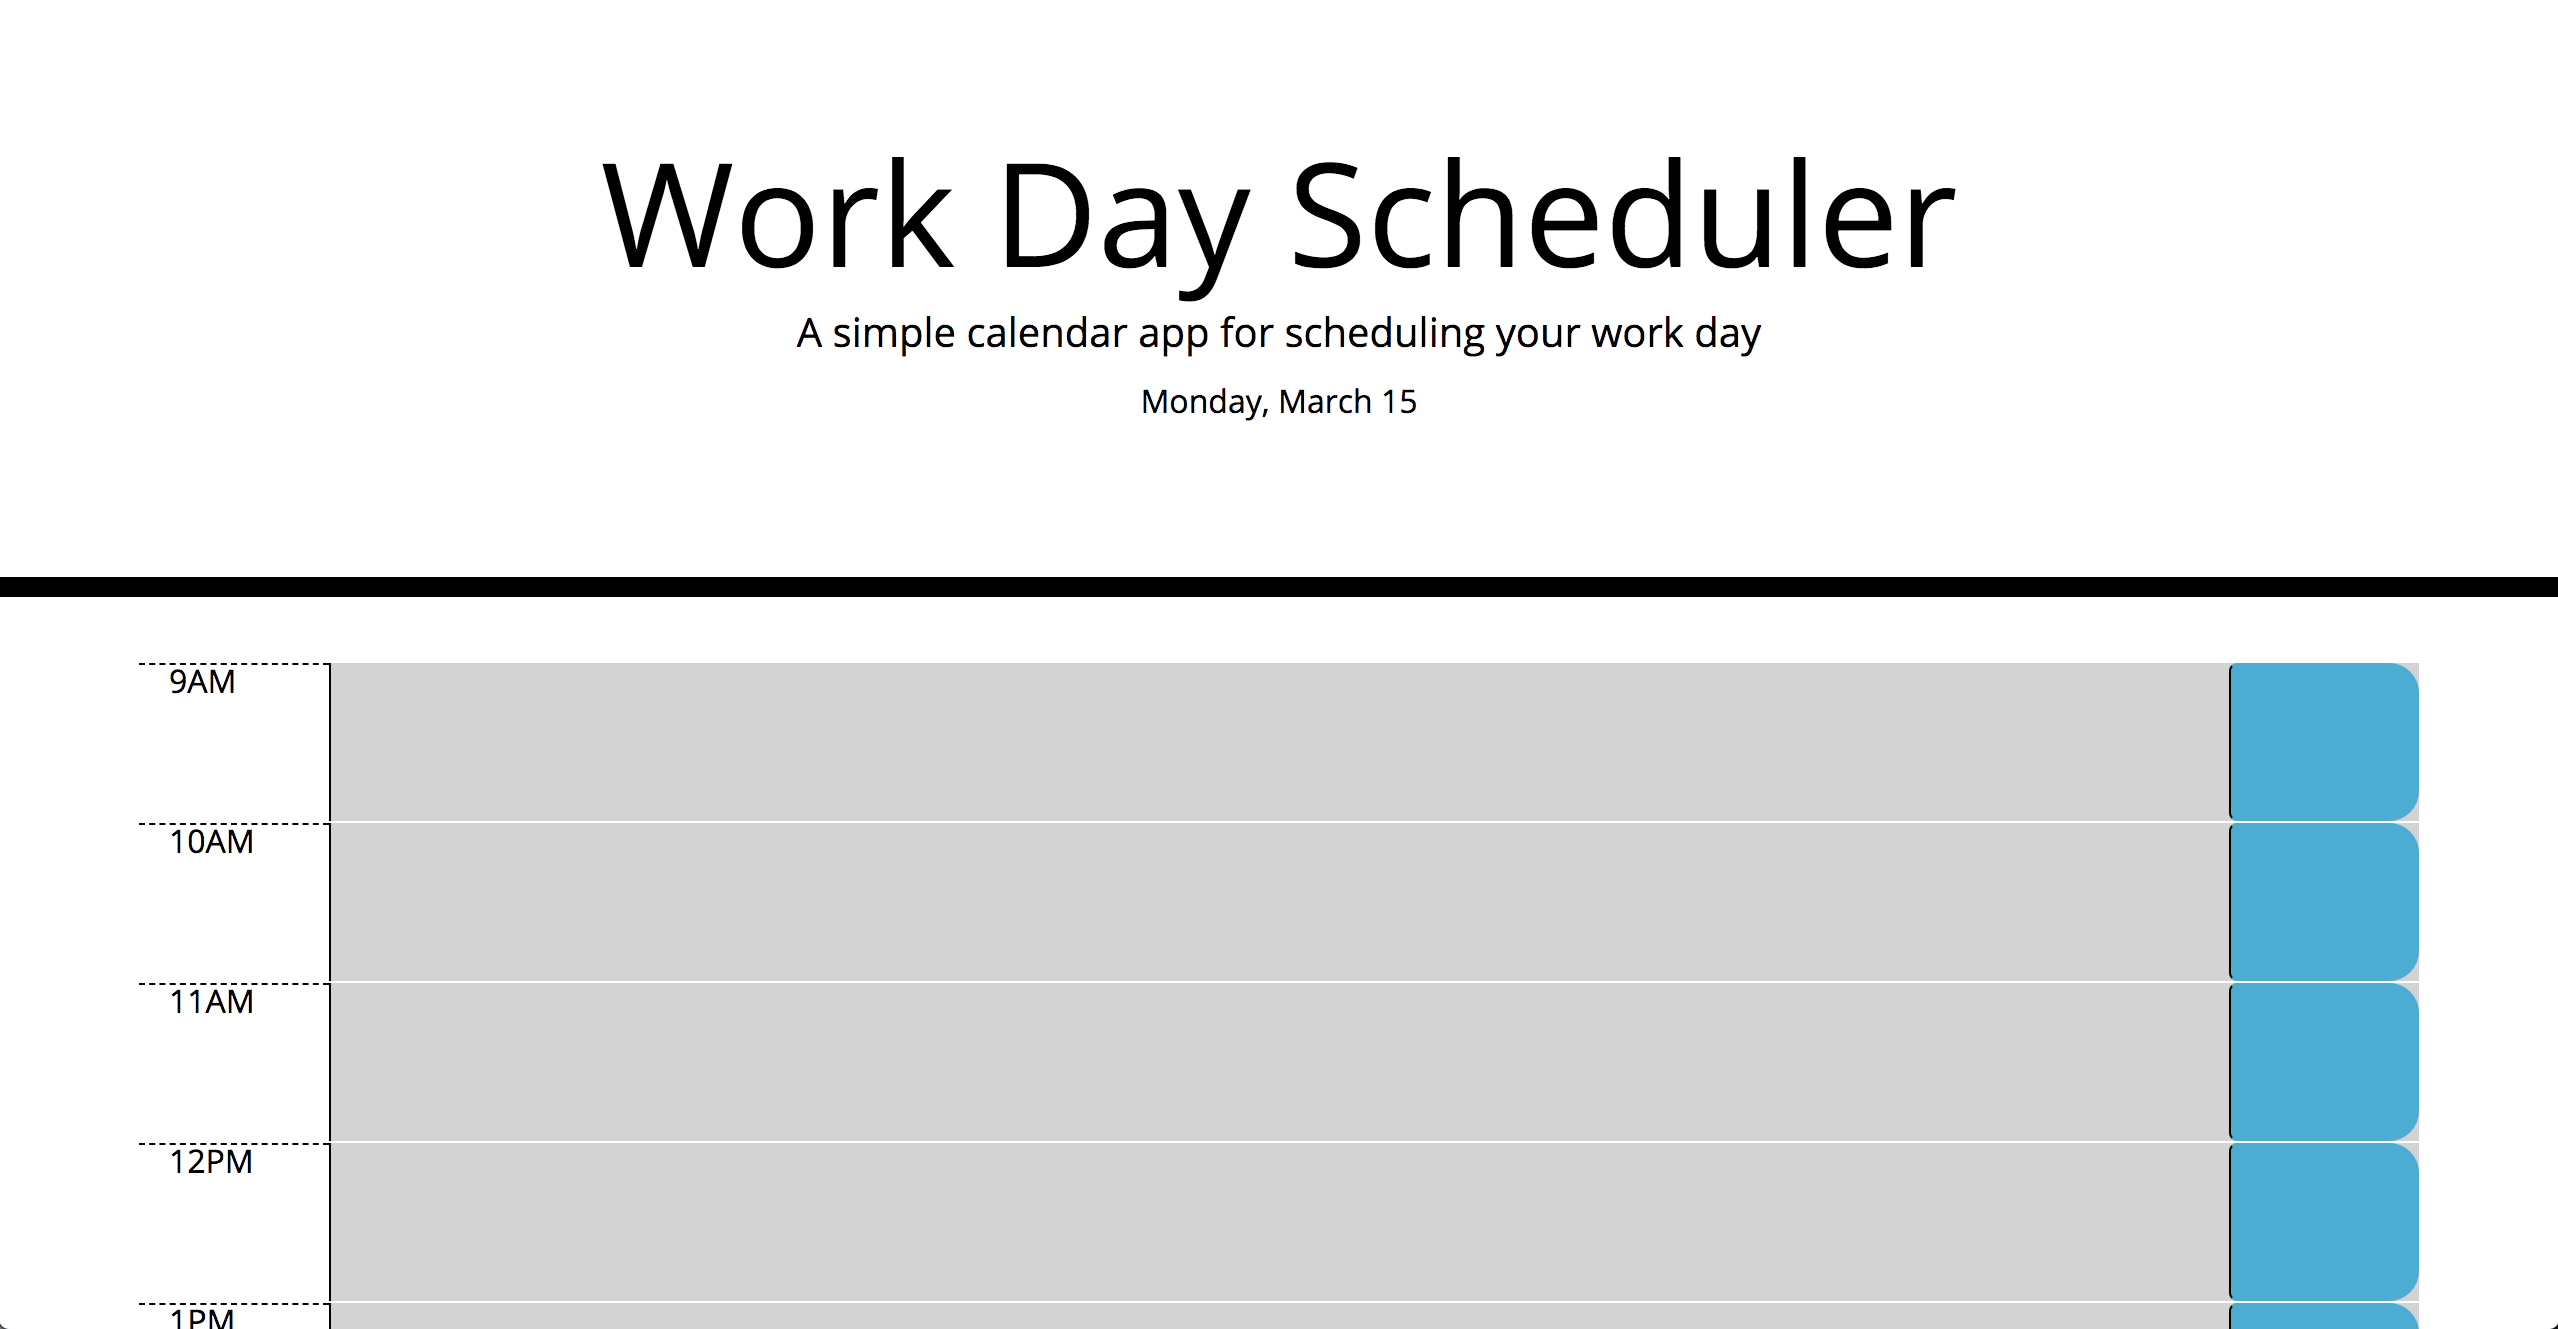 Work Day Scheduler
A simple calendar app for scheduling your work day
Monday, March 15
9AM
10AM
11AM
12PM
1PM